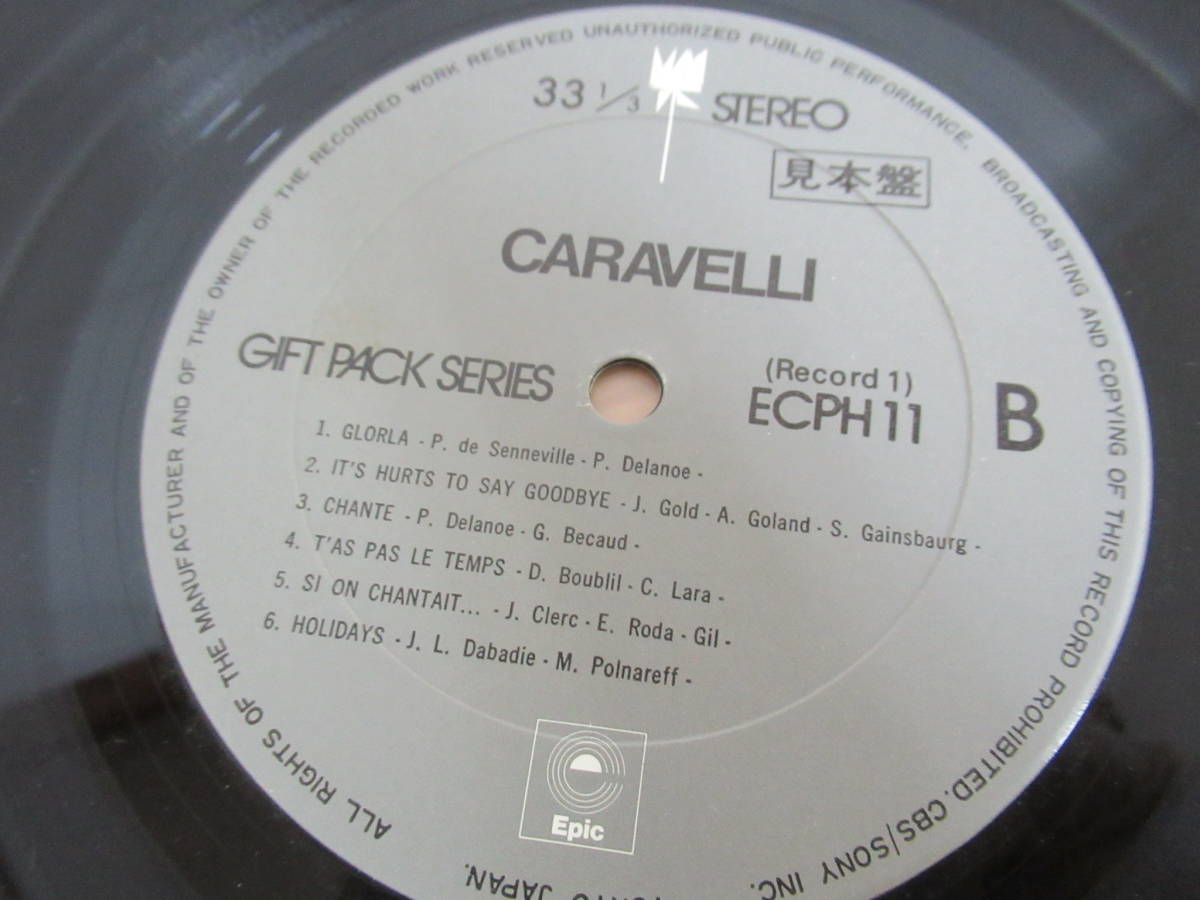 33 1/3 STEREO
見本盤
CARAVELLI
GIFT PACK SERIES
(Record 1)
ECPH 11
B
1. GLORLA - P. de Senneville - P. Delanoe -
2. IT'S HURTS TO SAY GOODBYE - J. Gold - A. Goland - S. Gainsbaurg -
3. CHANTE - P. Delanoe - G. Becaud -
4. T'AS PAS LE TEMPS - D. Boublil - C. Lara -
5. SI ON CHANTAIT... - J. Clerc - E. Roda - Gil -
6. HOLIDAYS - J. L. Dabadie - M. Polnareff -
Epic
ALL RIGHTS OF THE MANUFACTURER AND OF THE OWNER OF THE RECORDED WORK RESERVED UNAUTHORIZED PUBLIC PERFORMANCE, BROADCASTING AND COPYING OF THIS RECORD PROHIBITED. CBS/SONY INC. JAPAN.